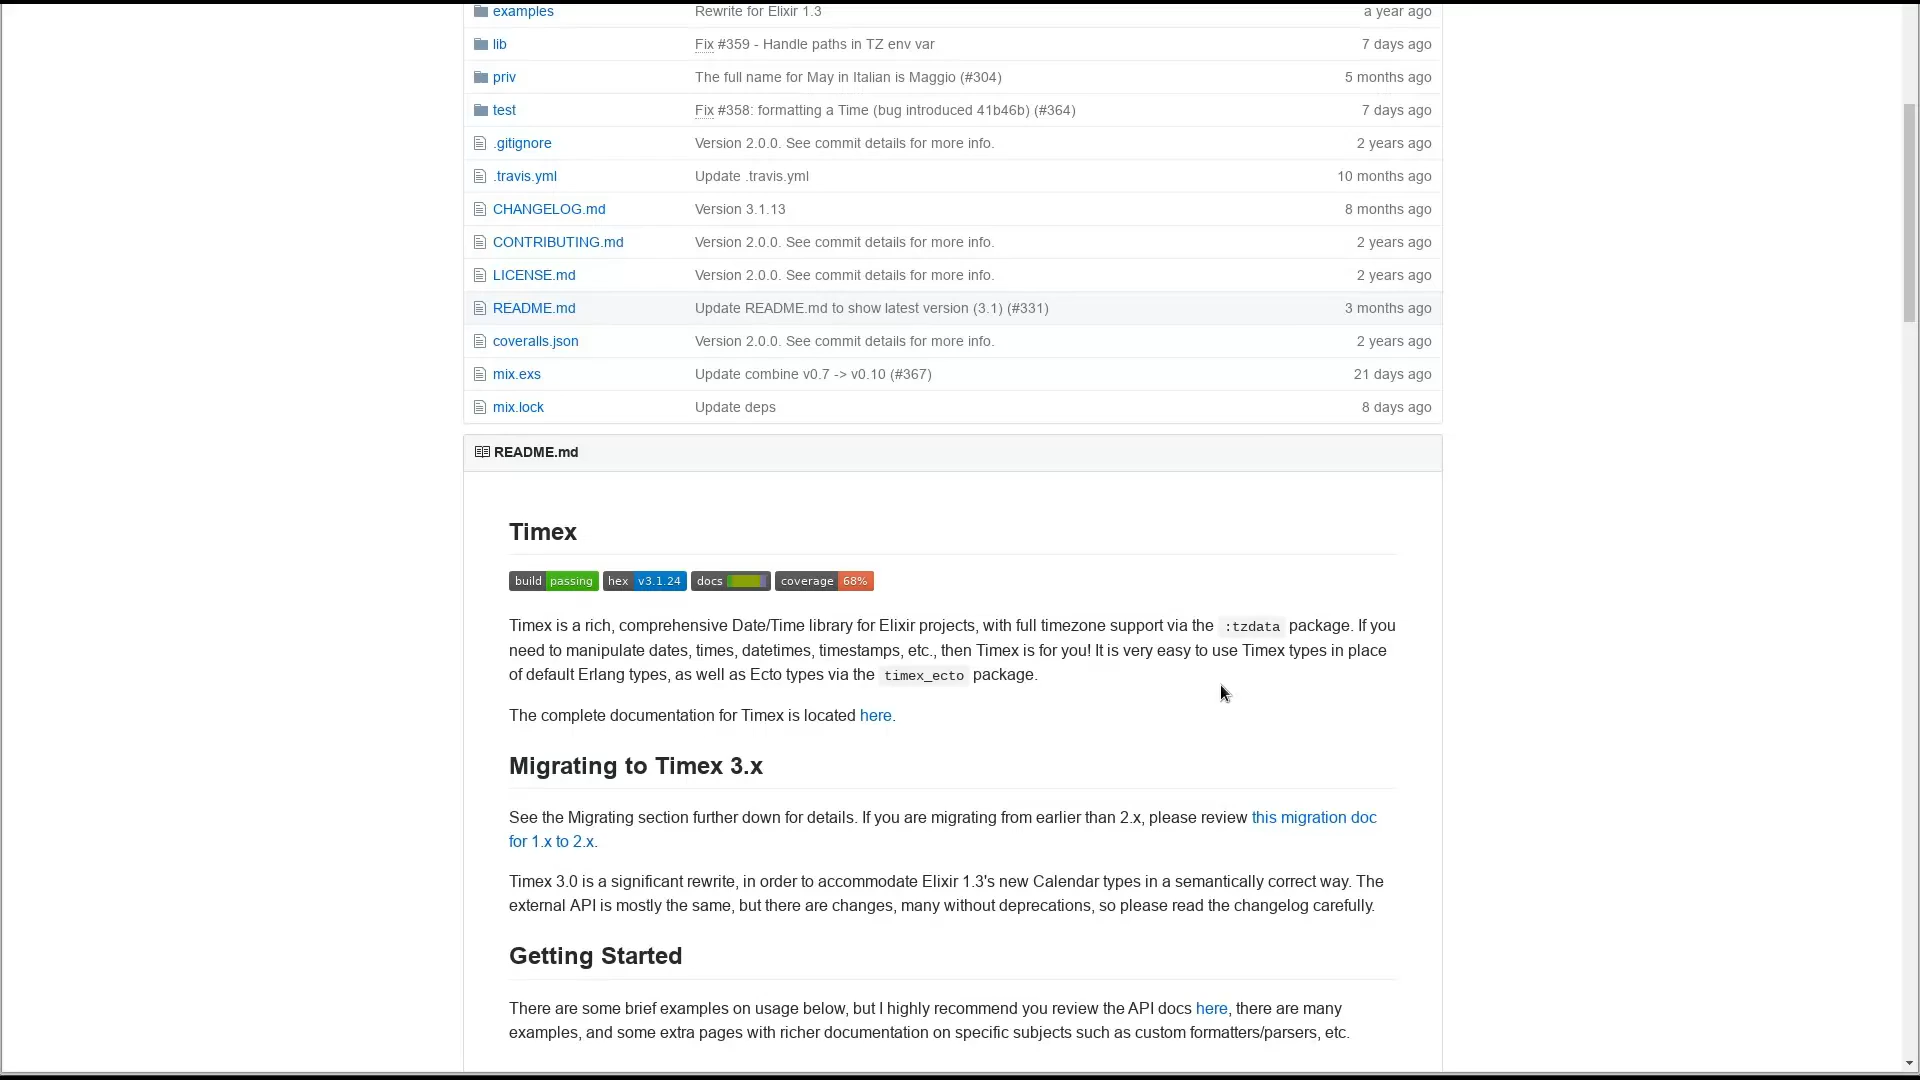 examples Rewrite for Elixir 1.3 a year ago
lib Fix #359 - Handle paths in TZ env var 7 days ago
priv The full name for May in Italian is Maggio (#304) 5 months ago
test Fix #358: formatting a Time (bug introduced 41b46b) (#364) 7 days ago
.gitignore Version 2.0.0. See commit details for more info. 2 years ago
.travis.yml Update .travis.yml 10 months ago
CHANGELOG.md Version 3.1.13 8 months ago
CONTRIBUTING.md Version 2.0.0. See commit details for more info. 2 years ago
LICENSE.md Version 2.0.0. See commit details for more info. 2 years ago
README.md Update README.md to show latest version (3.1) (#331) 3 months ago
coveralls.json Version 2.0.0. See commit details for more info. 2 years ago
mix.exs Update combine v0.7 -> v0.10 (#367) 21 days ago
mix.lock Update deps 8 days ago
README.md
Timex
build passing hex v3.1.24 docs coverage 68%
Timex is a rich, comprehensive Date/Time library for Elixir projects, with full timezone support via the :tzdata package. If you
need to manipulate dates, times, datetimes, timestamps, etc., then Timex is for you! It is very easy to use Timex types in place
of default Erlang types, as well as Ecto types via the timex_ecto package.
The complete documentation for Timex is located here.
Migrating to Timex 3.x
See the Migrating section further down for details. If you are migrating from earlier than 2.x, please review this migration doc
for 1.x to 2.x.
Timex 3.0 is a significant rewrite, in order to accommodate Elixir 1.3's new Calendar types in a semantically correct way. The
external API is mostly the same, but there are changes, many without deprecations, so please read the changelog carefully.
Getting Started
There are some brief examples on usage below, but I highly recommend you review the API docs here, there are many
examples, and some extra pages with richer documentation on specific subjects such as custom formatters/parsers, etc.